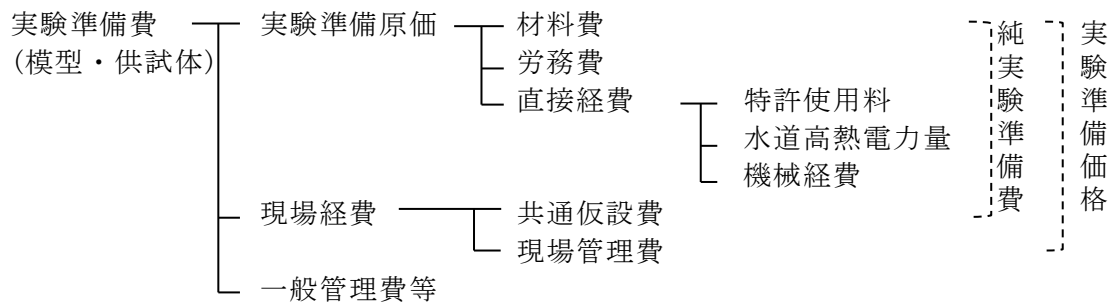 実験準備費
(模型・供試体)
実験準備原価
材料費
労務費
直接経費
特許使用料
水道高熱電力量
機械経費
現場経費
共通仮設費
現場管理費
一般管理費等
純実験準備費
実験準備価格